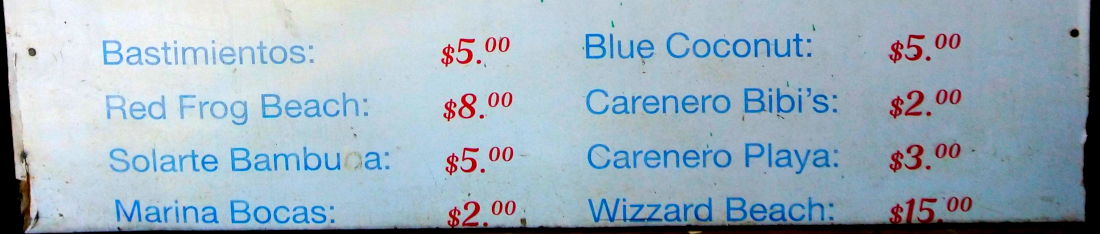 Bastimientos: $5.00 Blue Coconut: $5.00
Red Frog Beach: $8.00 Carenero Bibi's: $2.00
Solarte $5.00 Carenero Playa: $3.00
Marina Bocas: $2.00 Wizzard Beach: $15.00